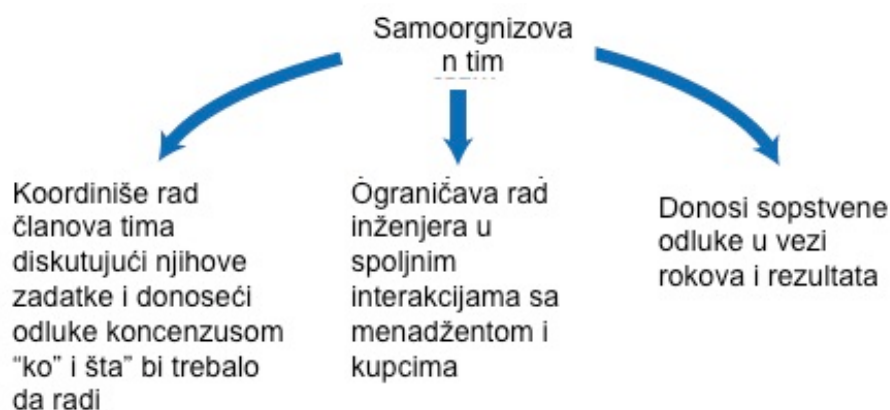 Samoorgnizova
n tim
Koordiniše rad
članova tima
diskutujući njihove
zadatke i donoseći
odluke koncenzusom
“ko” i šta” bi trebalo
da radi
Ograničava rad
inženjera u
spoljnim
interakcijama sa
menadžentom i
kupcima
Donosi sopstvene
odluke u vezi
rokova i rezultata